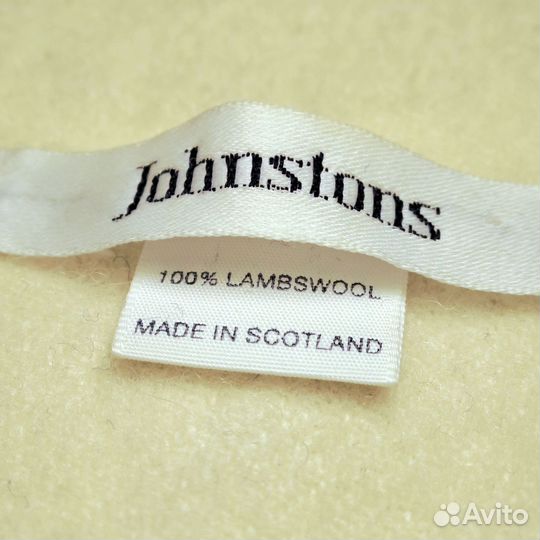 Johnstons
100% LAMBSWOOL
MADE IN SCOTLAND
Avito